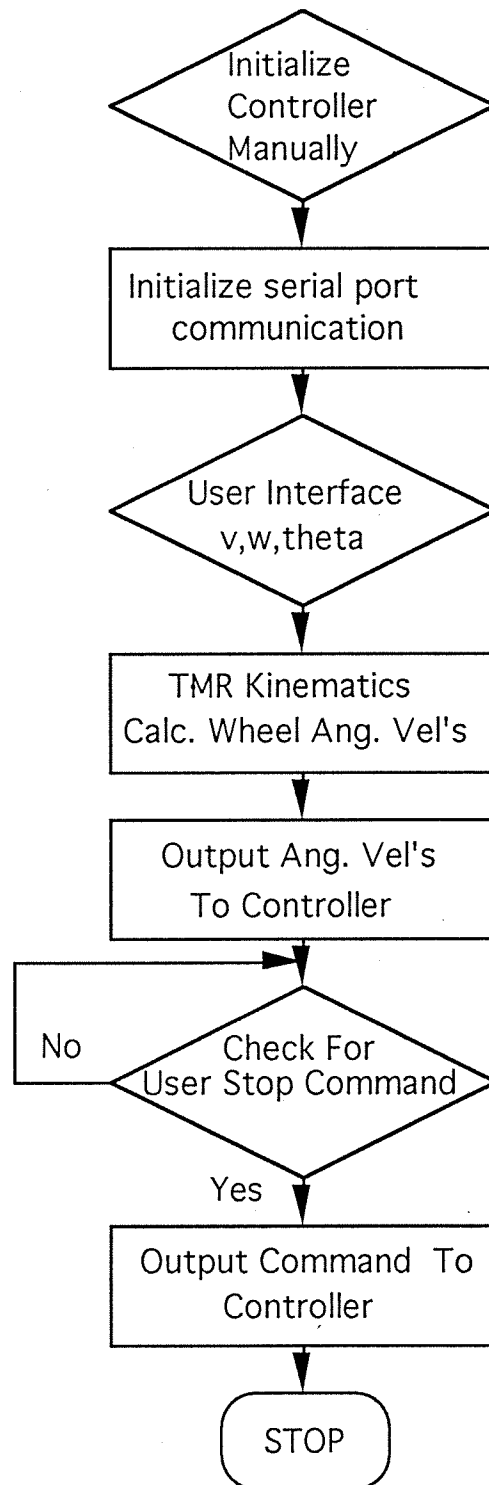 Initialize
Controller
Manually
Initialize serial port
communication
User Interface
v,w,theta
TMR Kinematics
Calc. Wheel Ang. Vel's
Output Ang. Vel's
To Controller
No
Check For
User Stop Command
Yes
Output Command To
Controller
STOP